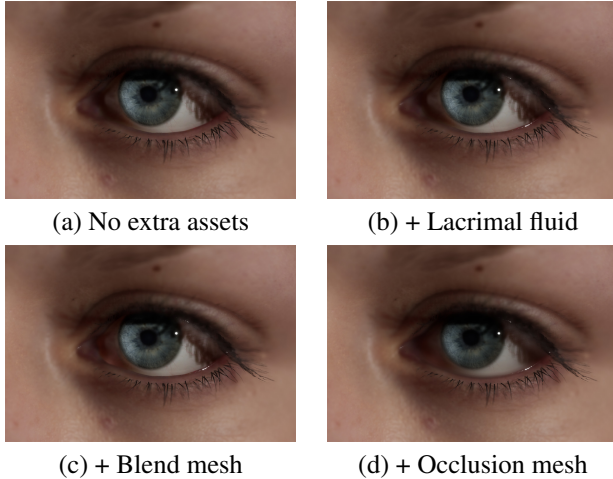 (a) No extra assets
(b) + Lacrimal fluid
(c) + Blend mesh
(d) + Occlusion mesh